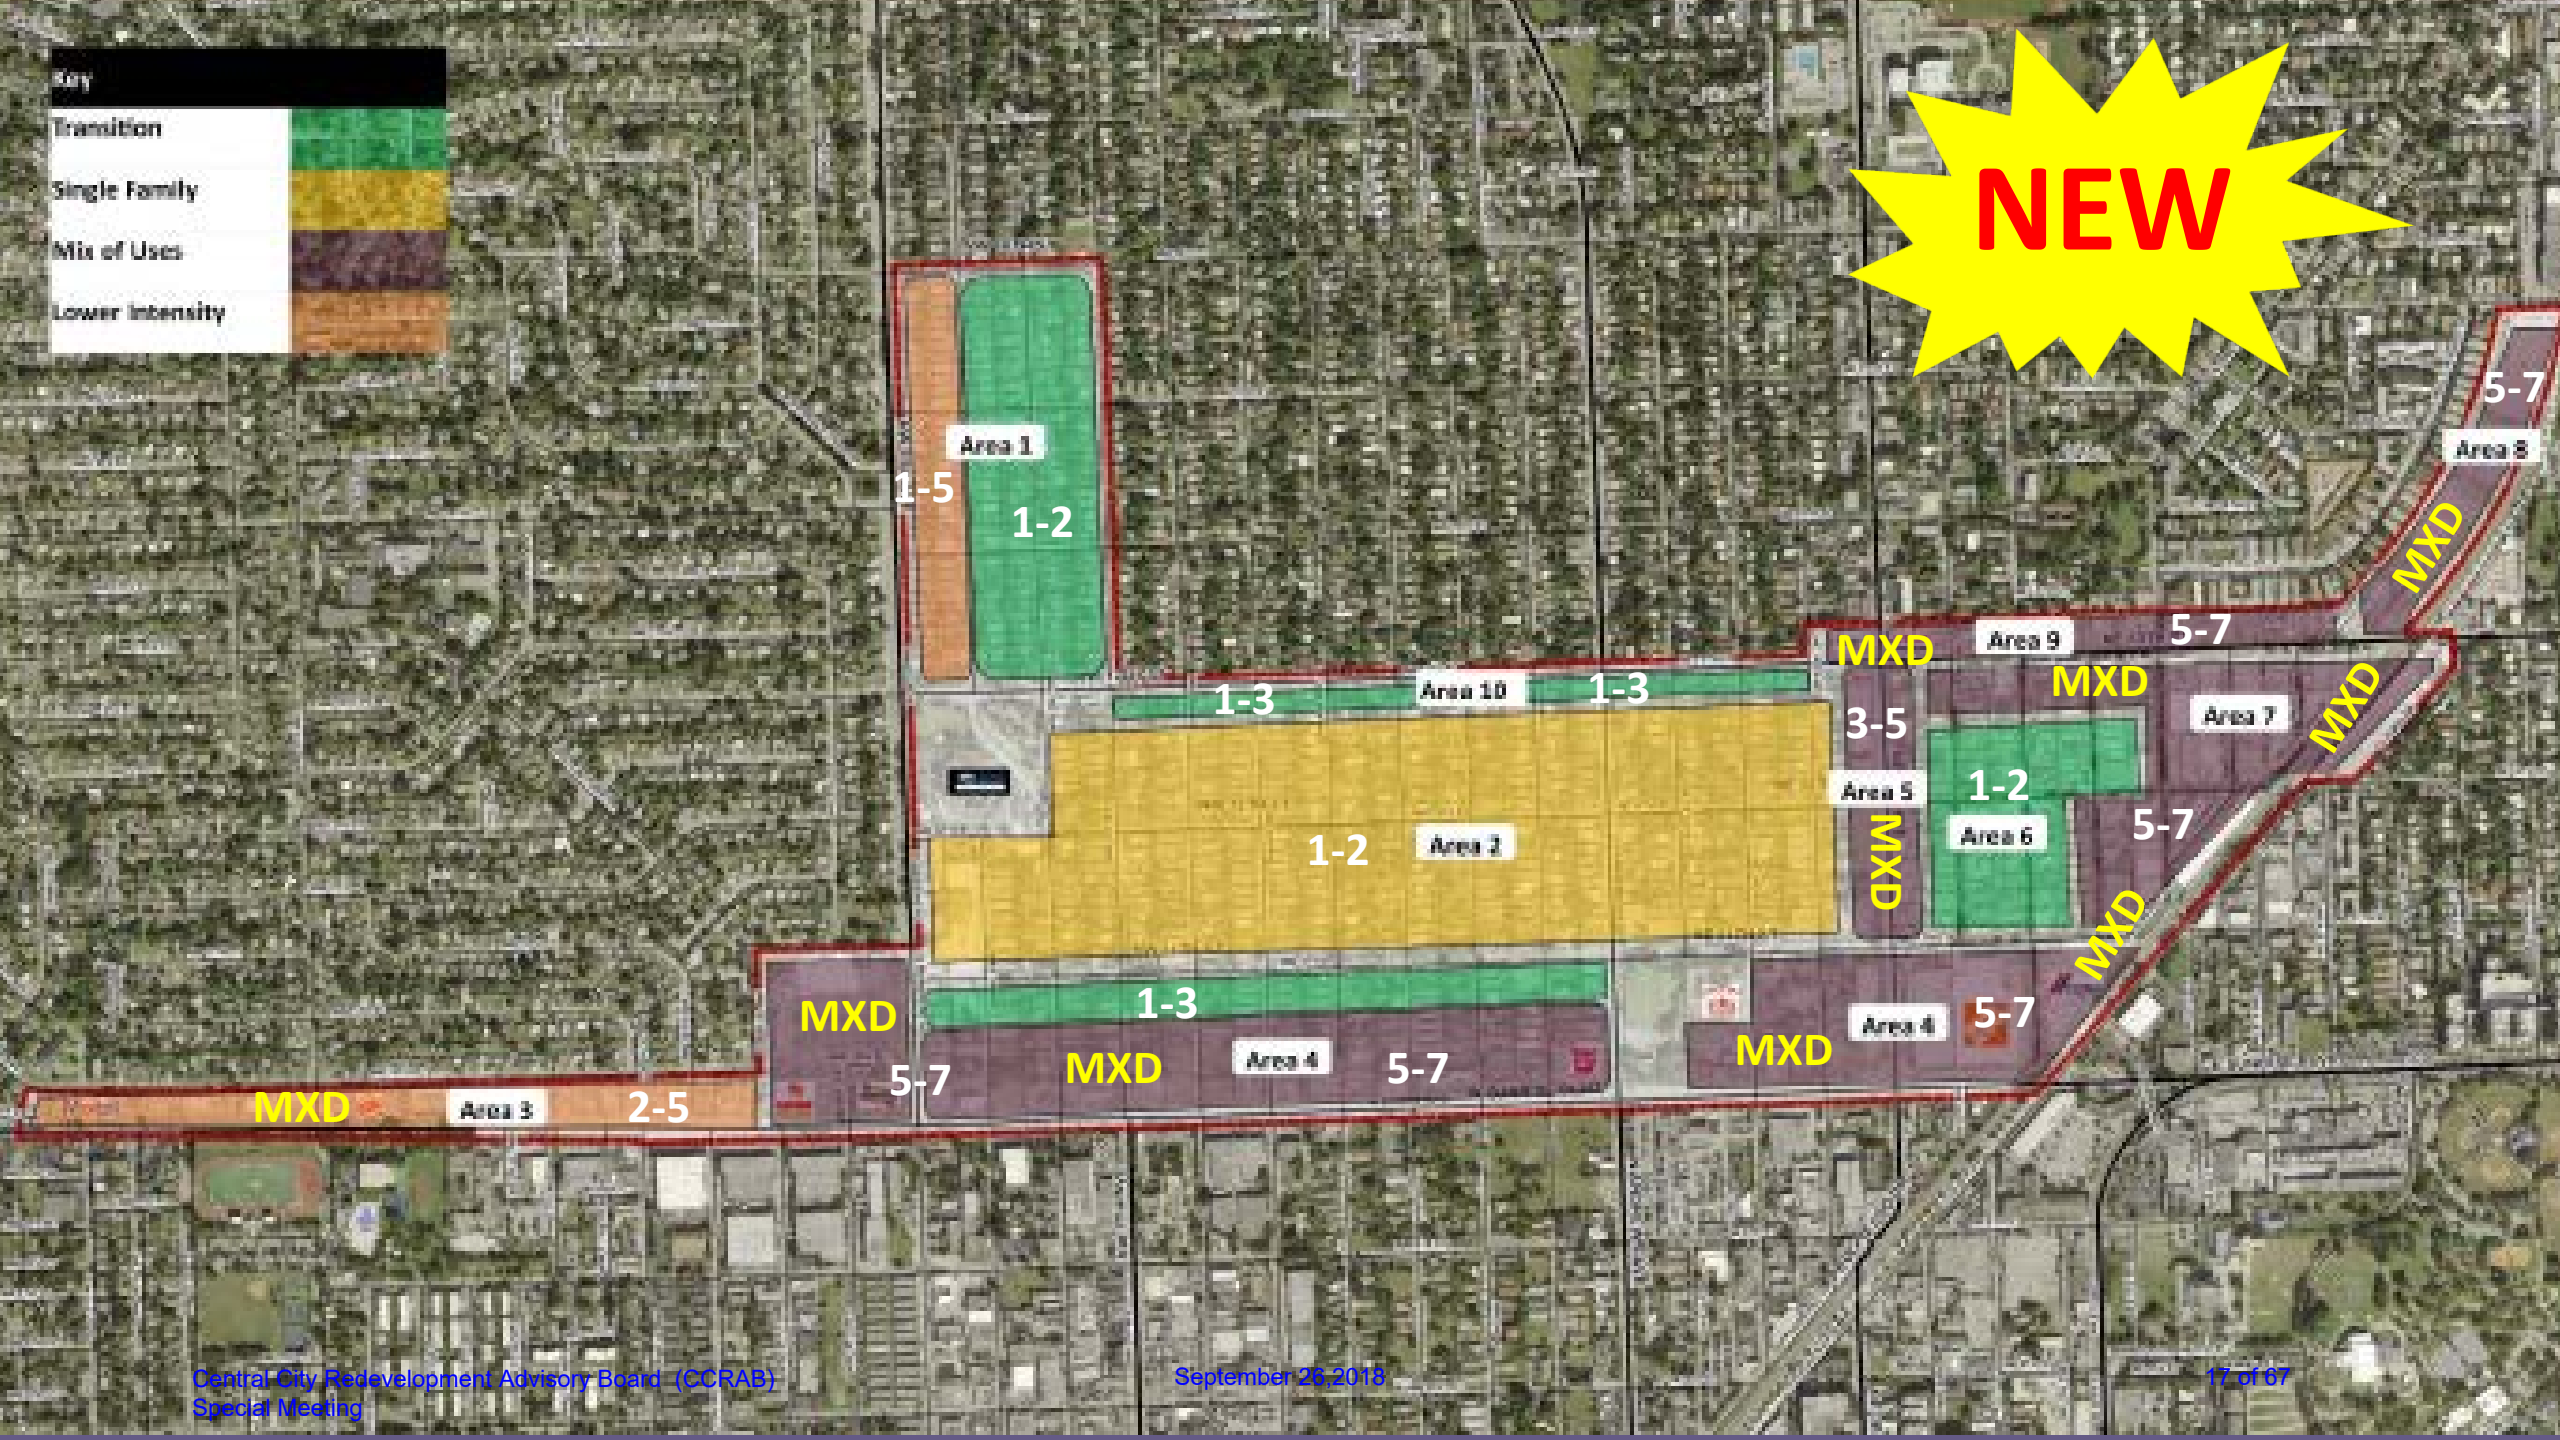 Key
Transition
Single Family
Mix of Uses
Lower Intensity
NEW
5-7
Area 8
MXD
Area 1
1-5
1-2
MXD
Area 9
5-7
MXD
MXD
1-3
Area 10
1-3
3-5
Area 7
Area 5
1-2
Area 6
MXD
5-7
1-2
Area 2
MXD
MXD
1-3
5-7
Area 4
MXD
5-7
MXD
Area 4
5-7
MXD
Area 3
2-5
Central City Redevelopment Advisory Board (CCRAB)
Special Meeting
September 26,2018
17 of 67